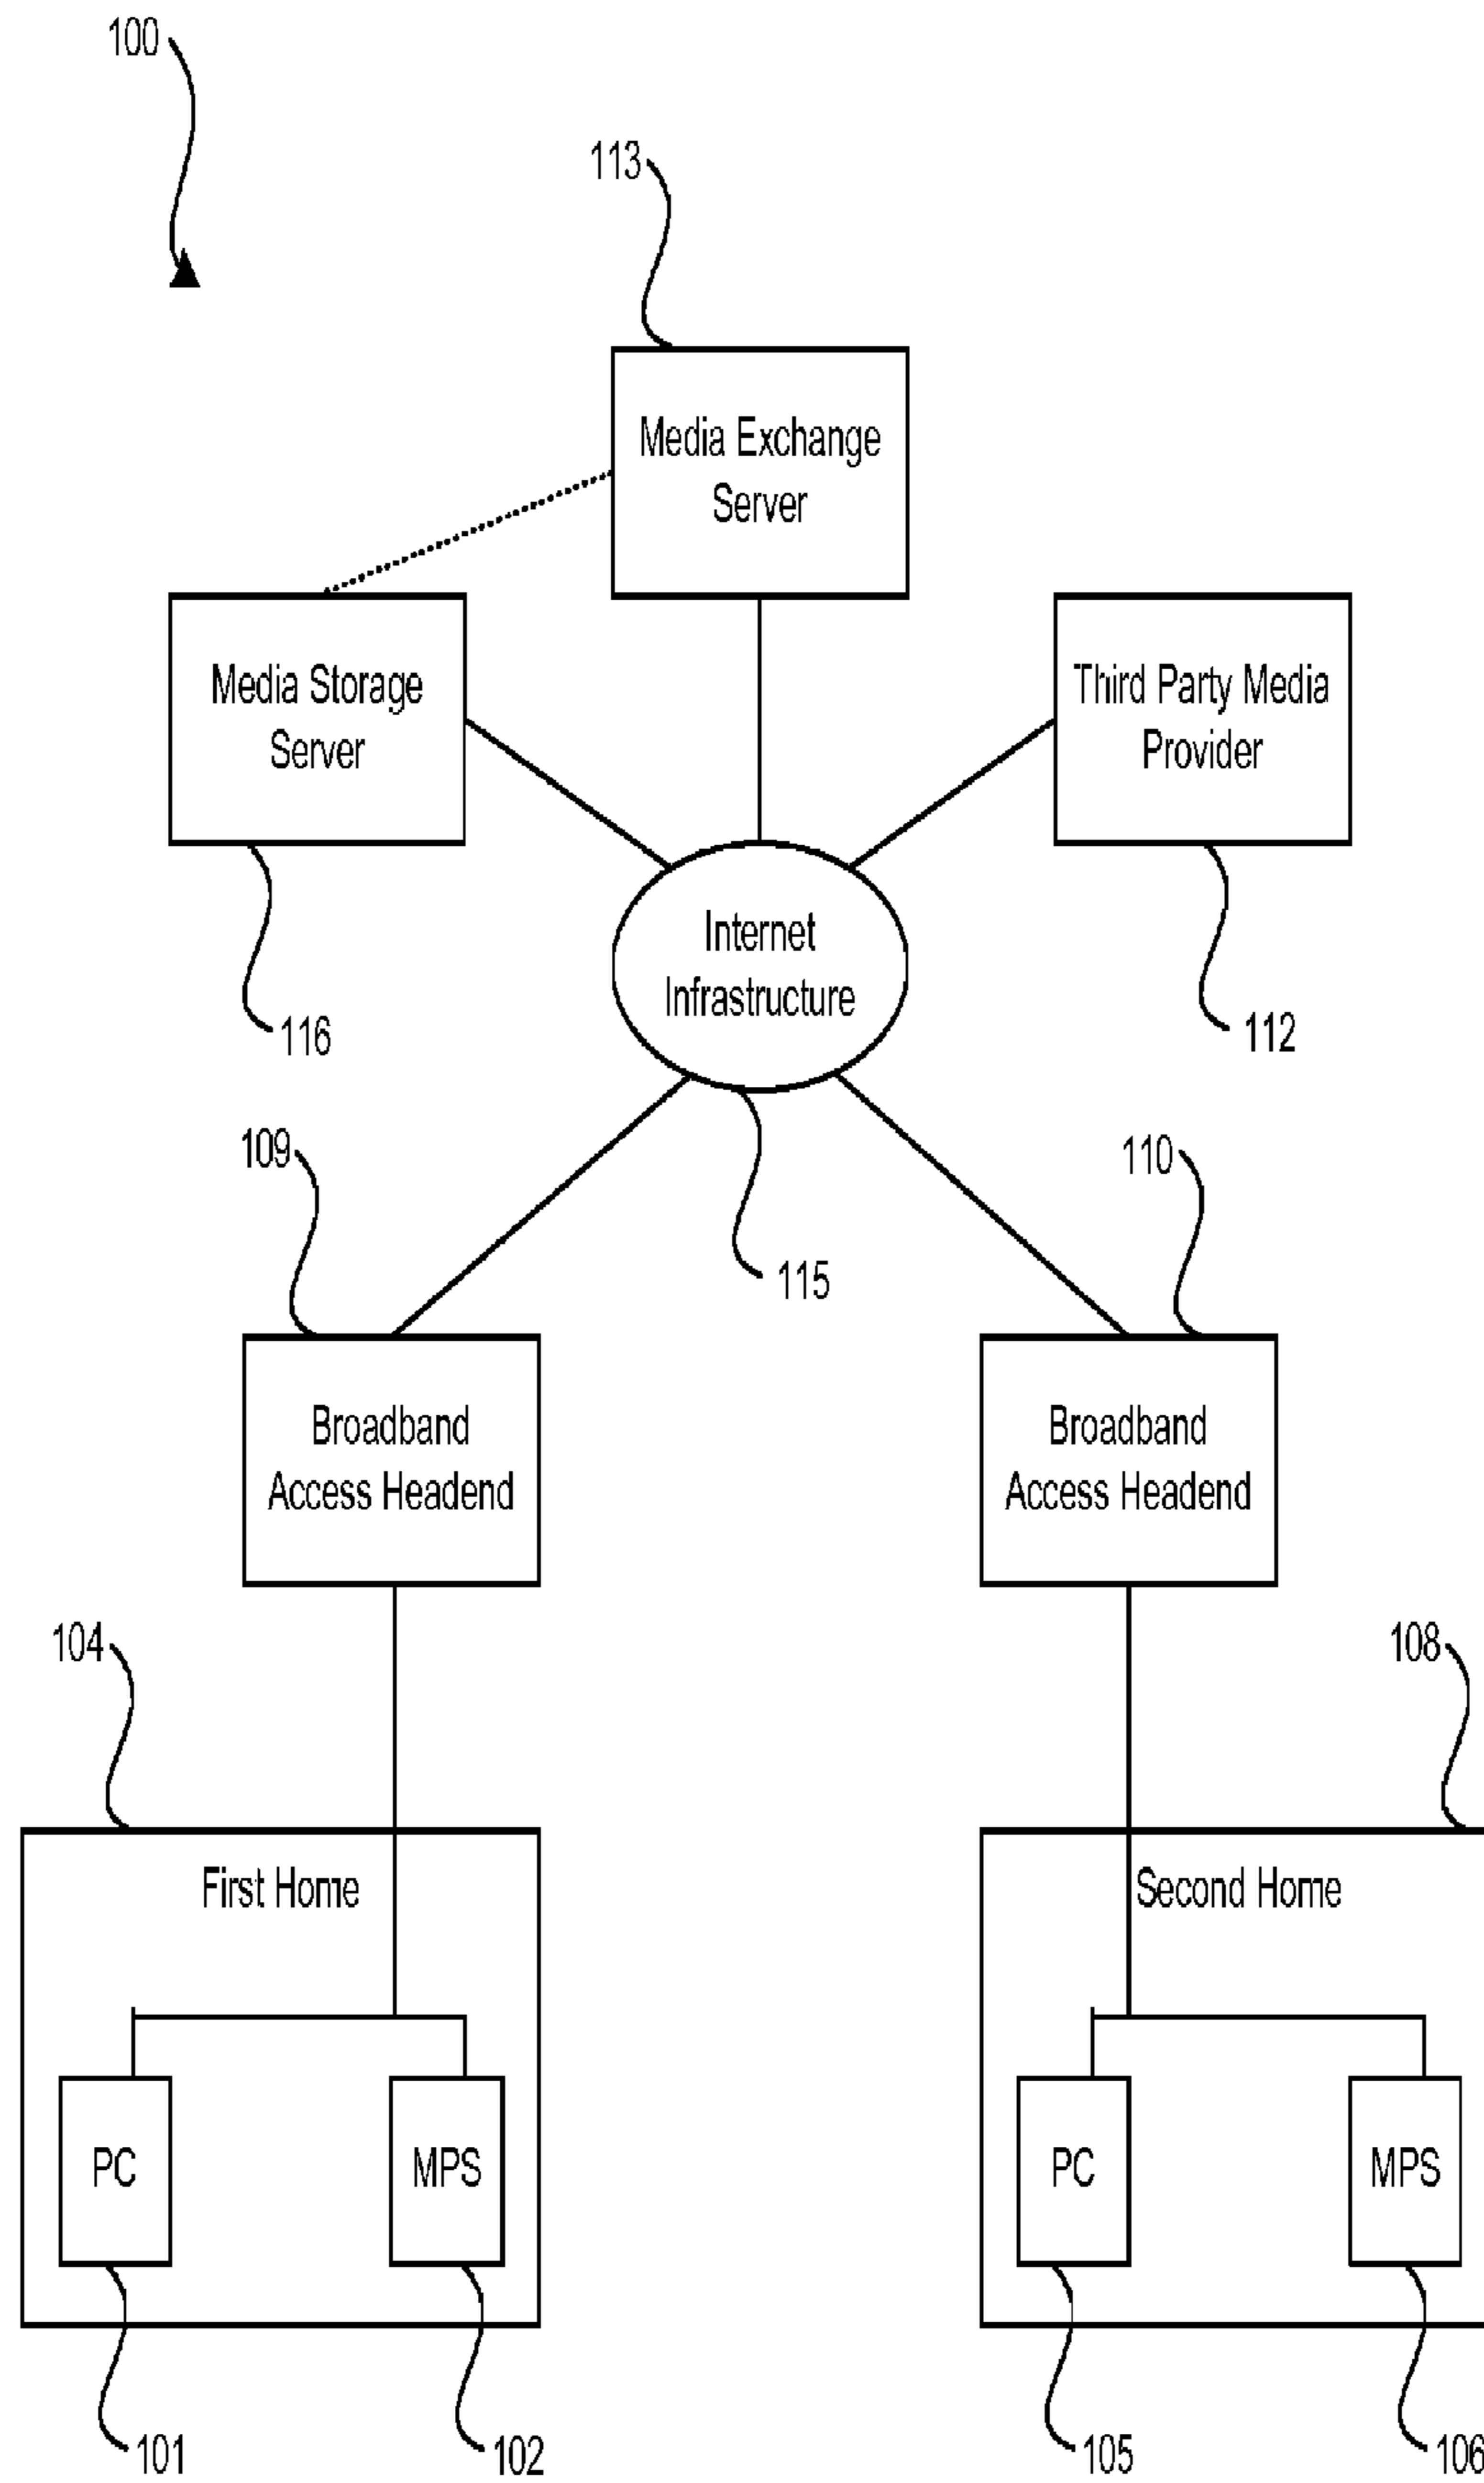 100
113
Media Exchange
Server
Media Storage
Server
Third Party Media
Provider
Internet
Infrastructure
116
112
109
110
115
Broadband
Access Headend
Broadband
Access Headend
104
108
First Home
Second Home
PC
MPS
PC
MPS
101
102
105
106